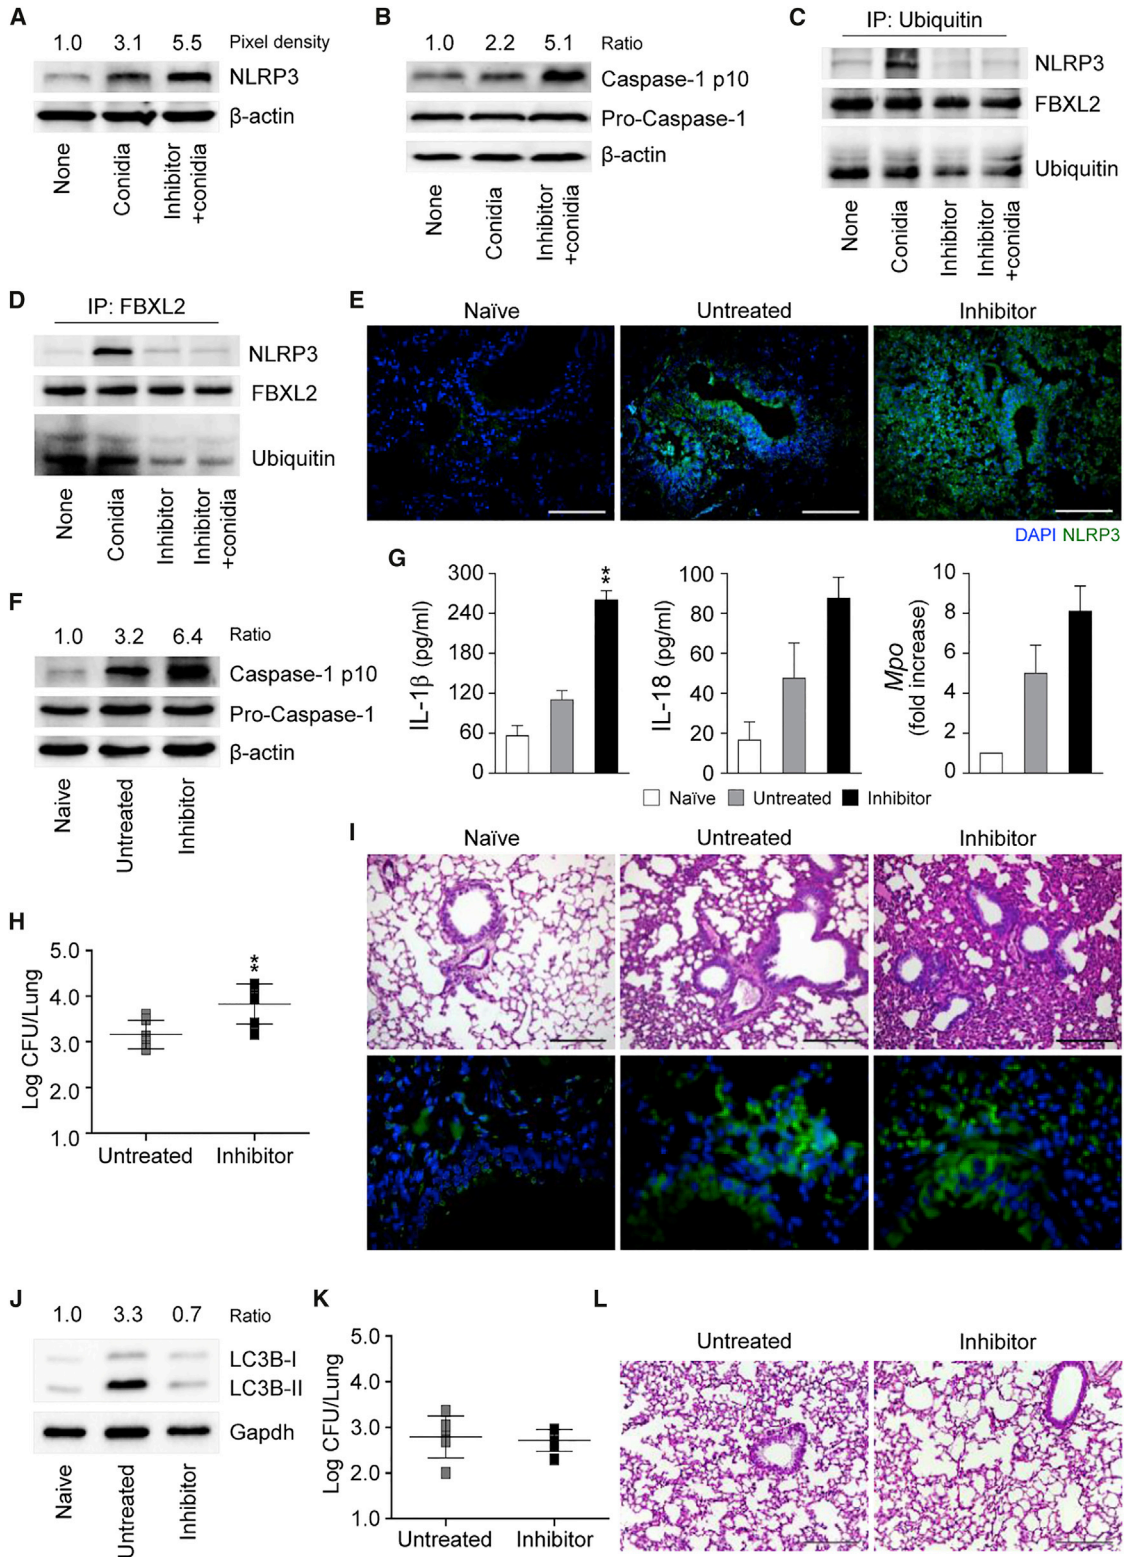 A
1.0 3.1 5.5 Pixel density
NLRP3
β-actin
None
Conidia
Inhibitor
+conidia
B
1.0 2.2 5.1 Ratio
Caspase-1 p10
Pro-Caspase-1
β-actin
None
Conidia
Inhibitor
+conidia
C
IP: Ubiquitin
NLRP3
FBXL2
Ubiquitin
None
Conidia
Inhibitor
Inhibitor
+conidia
D
IP: FBXL2
NLRP3
FBXL2
Ubiquitin
None
Conidia
Inhibitor
Inhibitor
+conidia
E
Naïve Untreated Inhibitor
DAPI NLRP3
F
1.0 3.2 6.4 Ratio
Caspase-1 p10
Pro-Caspase-1
β-actin
Naive
Untreated
Inhibitor
G
IL-1β (pg/ml)
300
240
180
120
60
0
**
IL-18 (pg/ml)
100
80
60
40
20
0
Mpo
(fold increase)
10
8
6
4
2
0
Naïve Untreated Inhibitor
H
Log CFU/Lung
5.0
4.0
3.0
2.0
1.0
**
Untreated Inhibitor
I
Naïve Untreated Inhibitor
J
1.0 3.3 0.7 Ratio
LC3B-I
LC3B-II
Gapdh
Naive
Untreated
Inhibitor
K
Log CFU/Lung
5.0
4.0
3.0
2.0
1.0
Untreated Inhibitor
L
Untreated Inhibitor